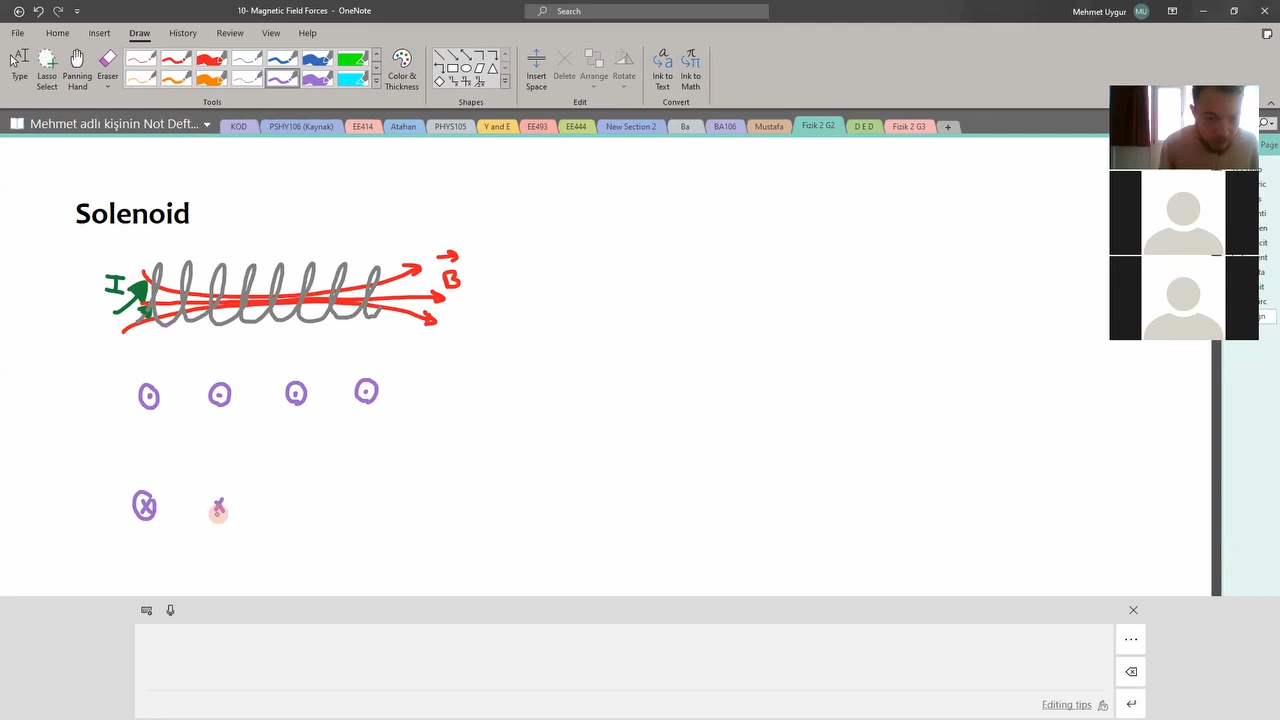 10- Magnetic Field Forces - OneNote
Search
Mehmet Uygur
MU
File Home Insert Draw History Review View Help
Type
Lasso Select
Panning Hand
Eraser
Color & Thickness
Insert Space
Delete
Arrange
Rotate
Ink to Text
Ink to Math
Tools
Shapes
Edit
Convert
Mehmet adlı kişinin Not Deft...
KOD PSHY106 (Kaynak) EE414 Atahan PHYS105 Y and E EE493 EE444 New Section 2 Ba BA106 Mustafa Fizik 2 G2 D E D Fizik 2 G3 +
Page
Solenoid
I
B
x
x
Editing tips